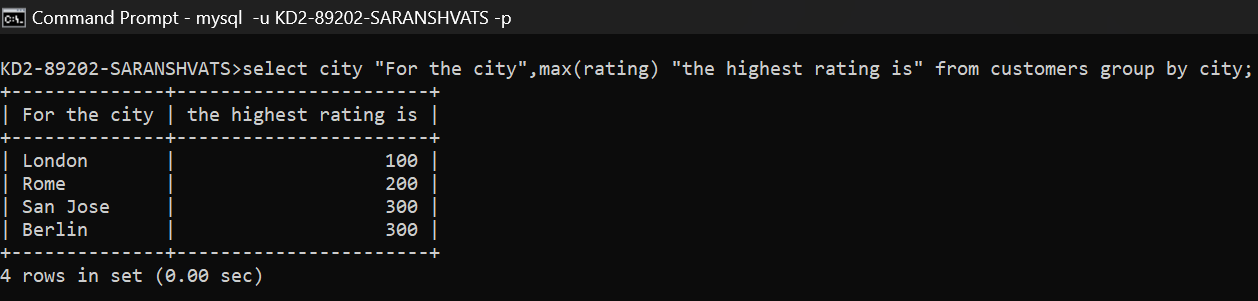 Command Prompt - mysql  -u KD2-89202-SARANSHVATS -p
KD2-89202-SARANSHVATS>select city "For the city",max(rating) "the highest rating is" from customers group by city;
+--------------+-----------------------+
| For the city | the highest rating is |
+--------------+-----------------------+
| London       |                   100 |
| Rome         |                   200 |
| San Jose     |                   300 |
| Berlin       |                   300 |
+--------------+-----------------------+
4 rows in set (0.00 sec)